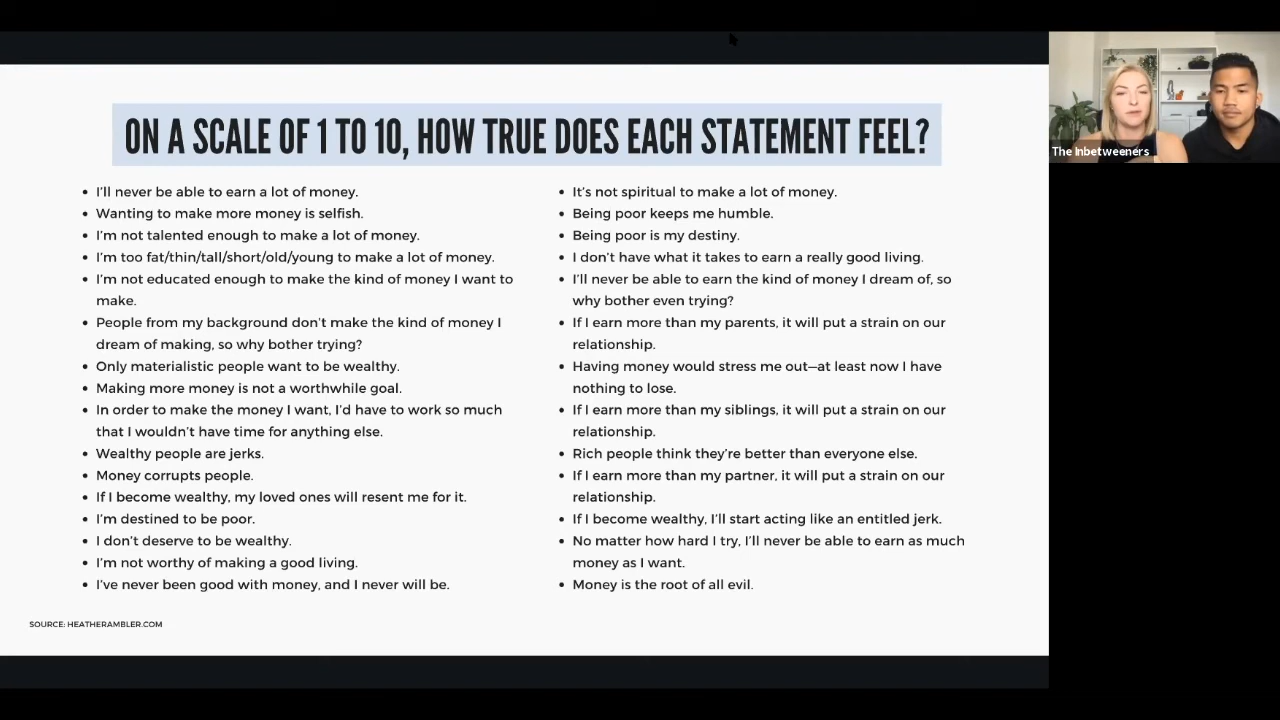 ON A SCALE OF 1 TO 10, HOW TRUE DOES EACH STATEMENT FEEL?
• I'll never be able to earn a lot of money.
• Wanting to make more money is selfish.
• I'm not talented enough to make a lot of money.
• I'm too fat/thin/tall/short/old/young to make a lot of money.
• I'm not educated enough to make the kind of money I want to
make.
• People from my background don't make the kind of money I
dream of making, so why bother trying?
• Only materialistic people want to be wealthy.
• Making more money is not a worthwhile goal.
• In order to make the money I want, I'd have to work so much
that I wouldn't have time for anything else.
• Wealthy people are jerks.
• Money corrupts people.
• If I become wealthy, my loved ones will resent me for it.
• I'm destined to be poor.
• I don't deserve to be wealthy.
• I'm not worthy of making a good living.
• I've never been good with money, and I never will be.
• It's not spiritual to make a lot of money.
• Being poor keeps me humble.
• Being poor is my destiny.
• I don't have what it takes to earn a really good living.
• I'll never be able to earn the kind of money I dream of, so
why bother even trying?
• If I earn more than my parents, it will put a strain on our
relationship.
• Having money would stress me out—at least now I have
nothing to lose.
• If I earn more than my siblings, it will put a strain on our
relationship.
• Rich people think they're better than everyone else.
• If I earn more than my partner, it will put a strain on our
relationship.
• If I become wealthy, I'll start acting like an entitled jerk.
• No matter how hard I try, I'll never be able to earn as much
money as I want.
• Money is the root of all evil.
SOURCE: HEATHERAMBLER.COM
The Inbetweeners